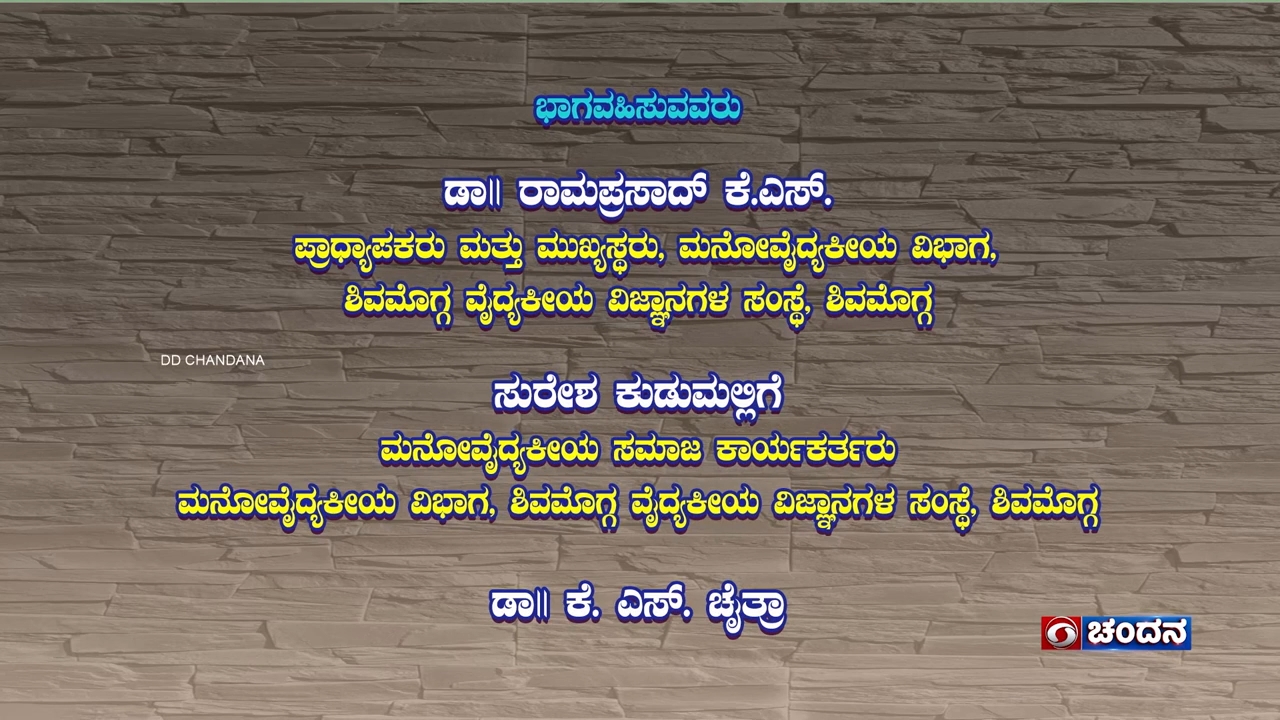 ಭಾಗವಹಿಸುವವರು
ಡಾ॥ ರಾಮಪ್ರಸಾದ್ ಕೆ.ಎಸ್.
ಪ್ರಾಧ್ಯಾಪಕರು ಮತ್ತು ಮುಖ್ಯಸ್ಥರು, ಮನೋವೈದ್ಯಕೀಯ ವಿಭಾಗ,
ಶಿವಮೊಗ್ಗ ವೈದ್ಯಕೀಯ ವಿಜ್ಞಾನಗಳ ಸಂಸ್ಥೆ, ಶಿವಮೊಗ್ಗ
DD CHANDANA
ಸುರೇಶ ಕುಡುಮಲ್ಲಿಗೆ
ಮನೋವೈದ್ಯಕೀಯ ಸಮಾಜ ಕಾರ್ಯಕರ್ತರು
ಮನೋವೈದ್ಯಕೀಯ ವಿಭಾಗ, ಶಿವಮೊಗ್ಗ ವೈದ್ಯಕೀಯ ವಿಜ್ಞಾನಗಳ ಸಂಸ್ಥೆ, ಶಿವಮೊಗ್ಗ
ಡಾ॥ ಕೆ. ಎಸ್. ಚೈತ್ರಾ
ಚಂದನ